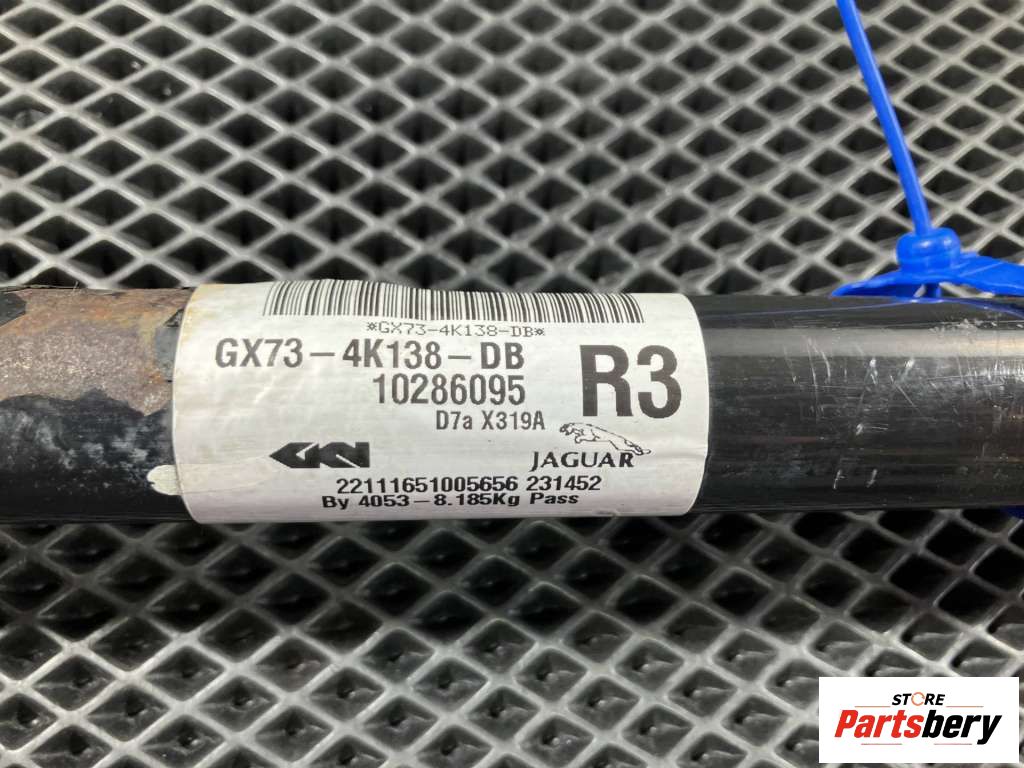 *GX73-4K138-DB*
GX73-4K138-DB
10286095
R3
D7a X319A
GKN
JAGUAR
22111651005656 231452
By 4053-8.185Kg Pass
STORE
Partsbery